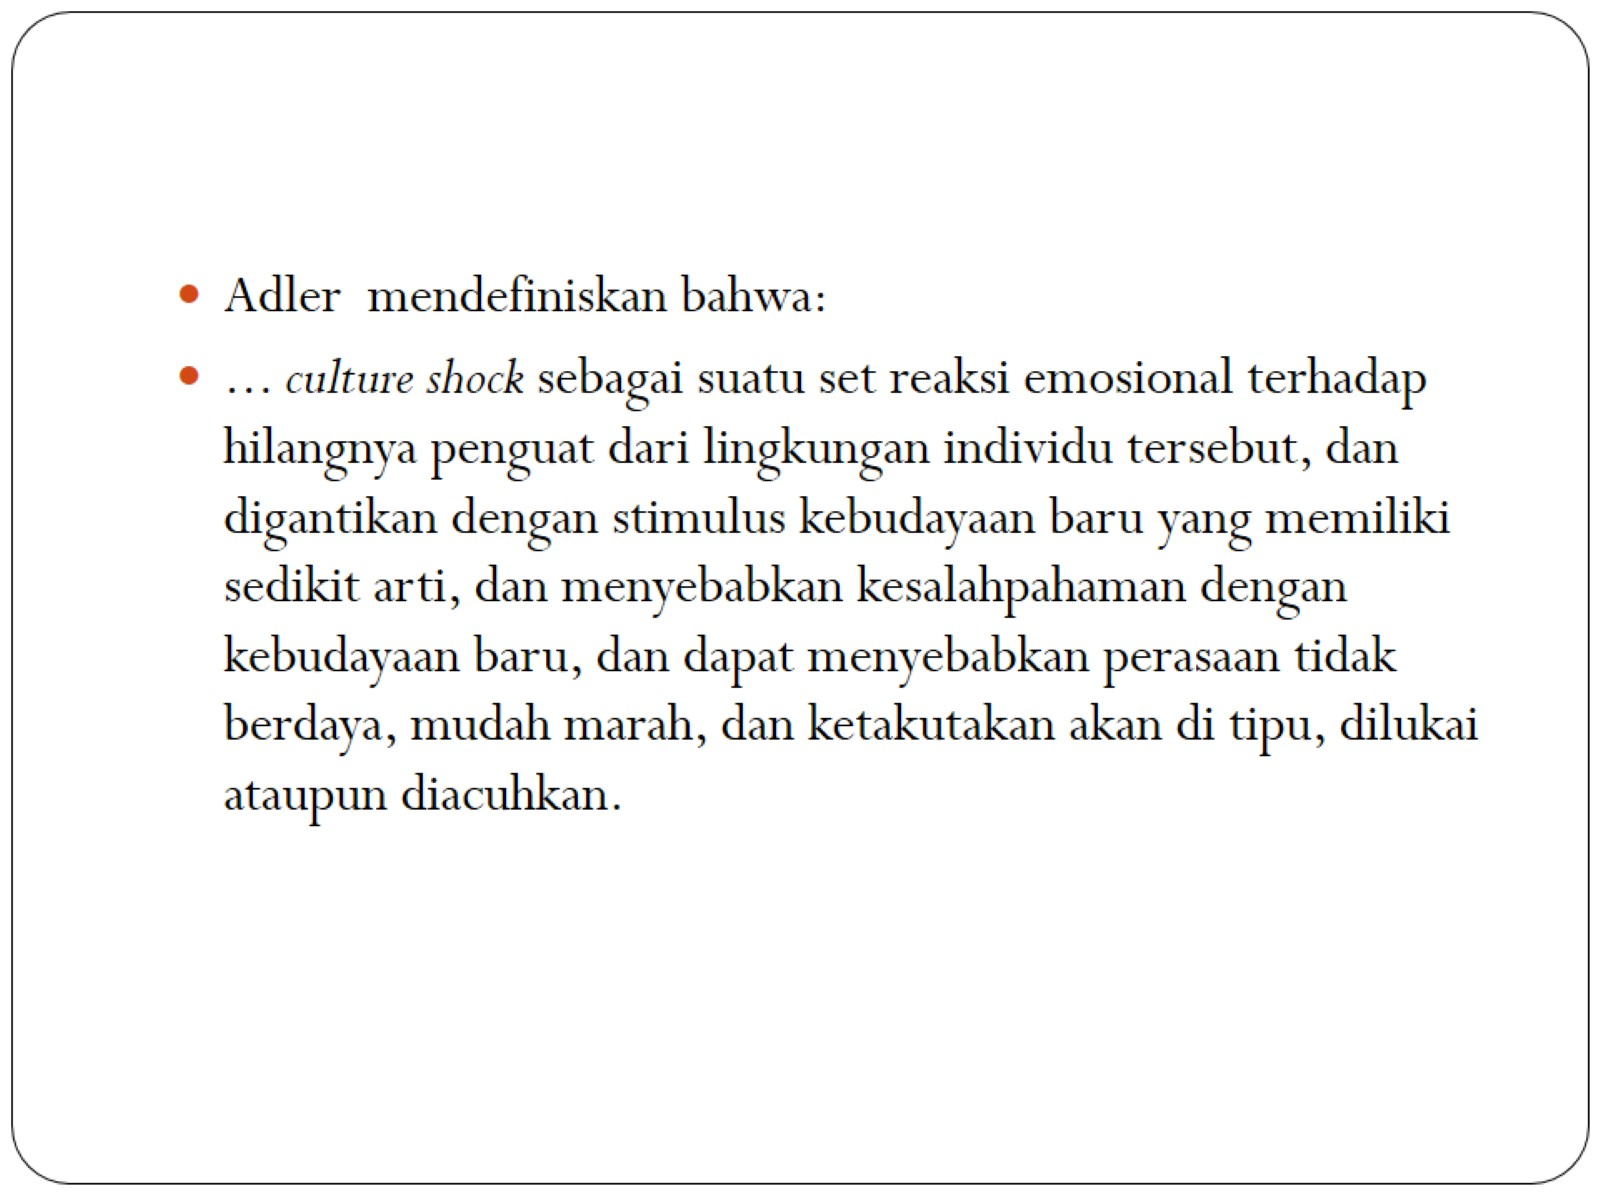 • Adler  mendefiniskan bahwa:
• … culture shock sebagai suatu set reaksi emosional terhadap
hilangnya penguat dari lingkungan individu tersebut, dan
digantikan dengan stimulus kebudayaan baru yang memiliki
sedikit arti, dan menyebabkan kesalahpahaman dengan
kebudayaan baru, dan dapat menyebabkan perasaan tidak
berdaya, mudah marah, dan ketakutakan akan di tipu, dilukai
ataupun diacuhkan.